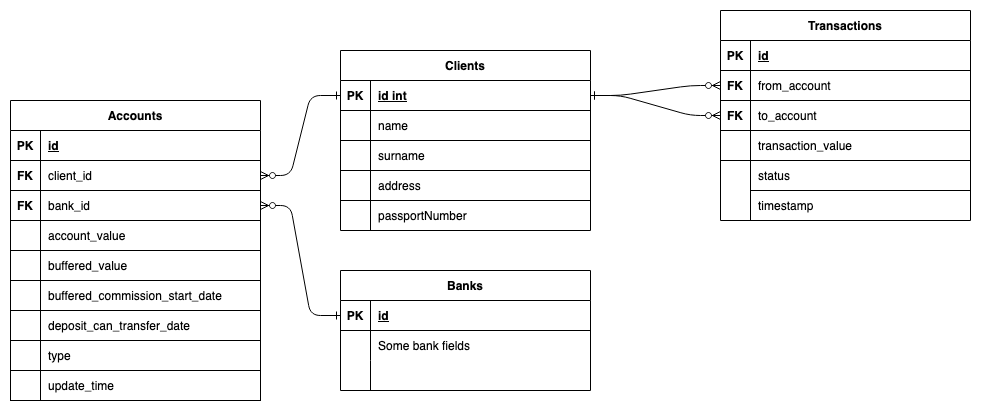 Accounts
PK id
FK client_id
FK bank_id
account_value
buffered_value
buffered_commission_start_date
deposit_can_transfer_date
type
update_time
Clients
PK id int
name
surname
address
passportNumber
Banks
PK id
Some bank fields
Transactions
PK id
FK from_account
FK to_account
transaction_value
status
timestamp